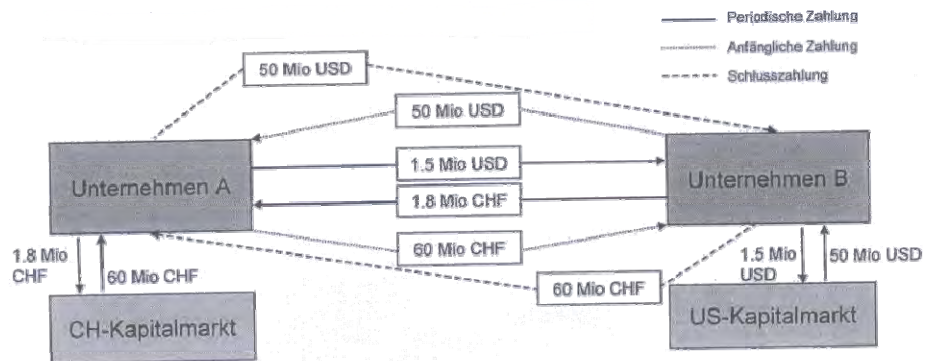 Periodische Zahlung
Anfängliche Zahlung
Schlusszahlung
50 Mio USD
50 Mio USD
Unternehmen A
1.5 Mio USD
1.8 Mio CHF
Unternehmen B
60 Mio CHF
60 Mio CHF
1.8 Mio
CHF
60 Mio CHF
1.5 Mio
USD
50 Mio USD
CH-Kapitalmarkt
US-Kapitalmarkt